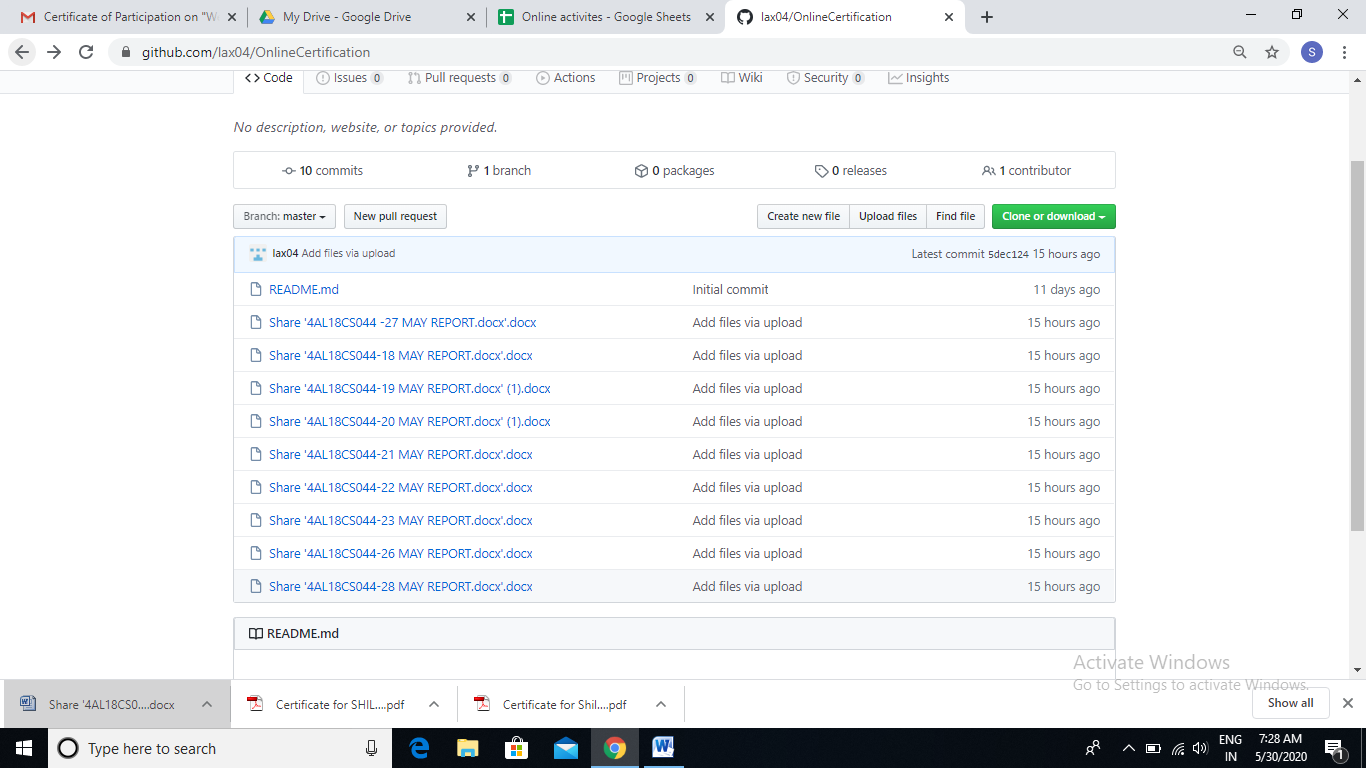 Certificate of Participation on "W
My Drive - Google Drive
Online activites - Google Sheets
lax04/OnlineCertification
github.com/lax04/OnlineCertification
S
Code
Issues 0
Pull requests 0
Actions
Projects 0
Wiki
Security 0
Insights
No description, website, or topics provided.
10 commits
1 branch
0 packages
0 releases
1 contributor
Branch: master
New pull request
Create new file
Upload files
Find file
Clone or download
lax04 Add files via upload
Latest commit 5dec124 15 hours ago
README.md Initial commit 11 days ago
Share '4AL18CS044 -27 MAY REPORT.docx'.docx Add files via upload 15 hours ago
Share '4AL18CS044-18 MAY REPORT.docx'.docx Add files via upload 15 hours ago
Share '4AL18CS044-19 MAY REPORT.docx' (1).docx Add files via upload 15 hours ago
Share '4AL18CS044-20 MAY REPORT.docx' (1).docx Add files via upload 15 hours ago
Share '4AL18CS044-21 MAY REPORT.docx'.docx Add files via upload 15 hours ago
Share '4AL18CS044-22 MAY REPORT.docx'.docx Add files via upload 15 hours ago
Share '4AL18CS044-23 MAY REPORT.docx'.docx Add files via upload 15 hours ago
Share '4AL18CS044-26 MAY REPORT.docx'.docx Add files via upload 15 hours ago
Share '4AL18CS044-28 MAY REPORT.docx'.docx Add files via upload 15 hours ago
README.md
Activate Windows
Go to Settings to activate Windows.
Share '4AL18CS0....docx
Certificate for SHIL....pdf
Certificate for Shil....pdf
Show all
Type here to search
ENG
IN
7:28 AM
5/30/2020
1